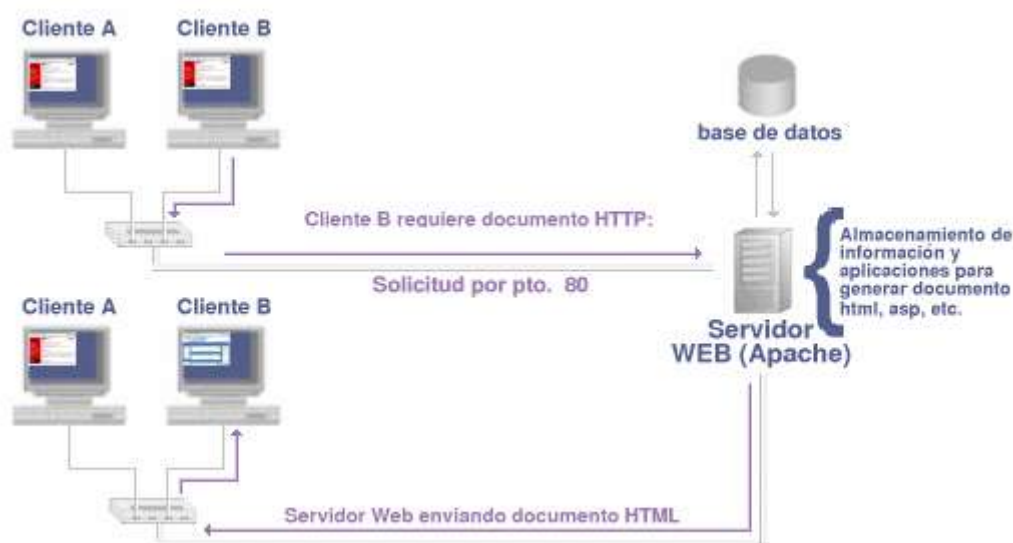 Cliente A
Cliente B
base de datos
Cliente B requiere documento HTTP:
Solicitud por pto. 80
Almacenamiento de
información y
aplicaciones para
generar documento
html, asp, etc.
Servidor
WEB (Apache)
Cliente A
Cliente B
Servidor Web enviando documento HTML